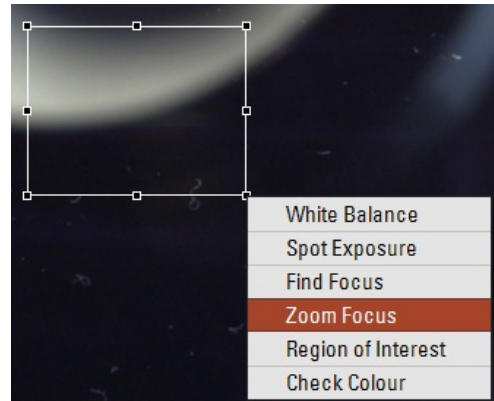 White Balance
Spot Exposure
Find Focus
Zoom Focus
Region of Interest
Check Colour